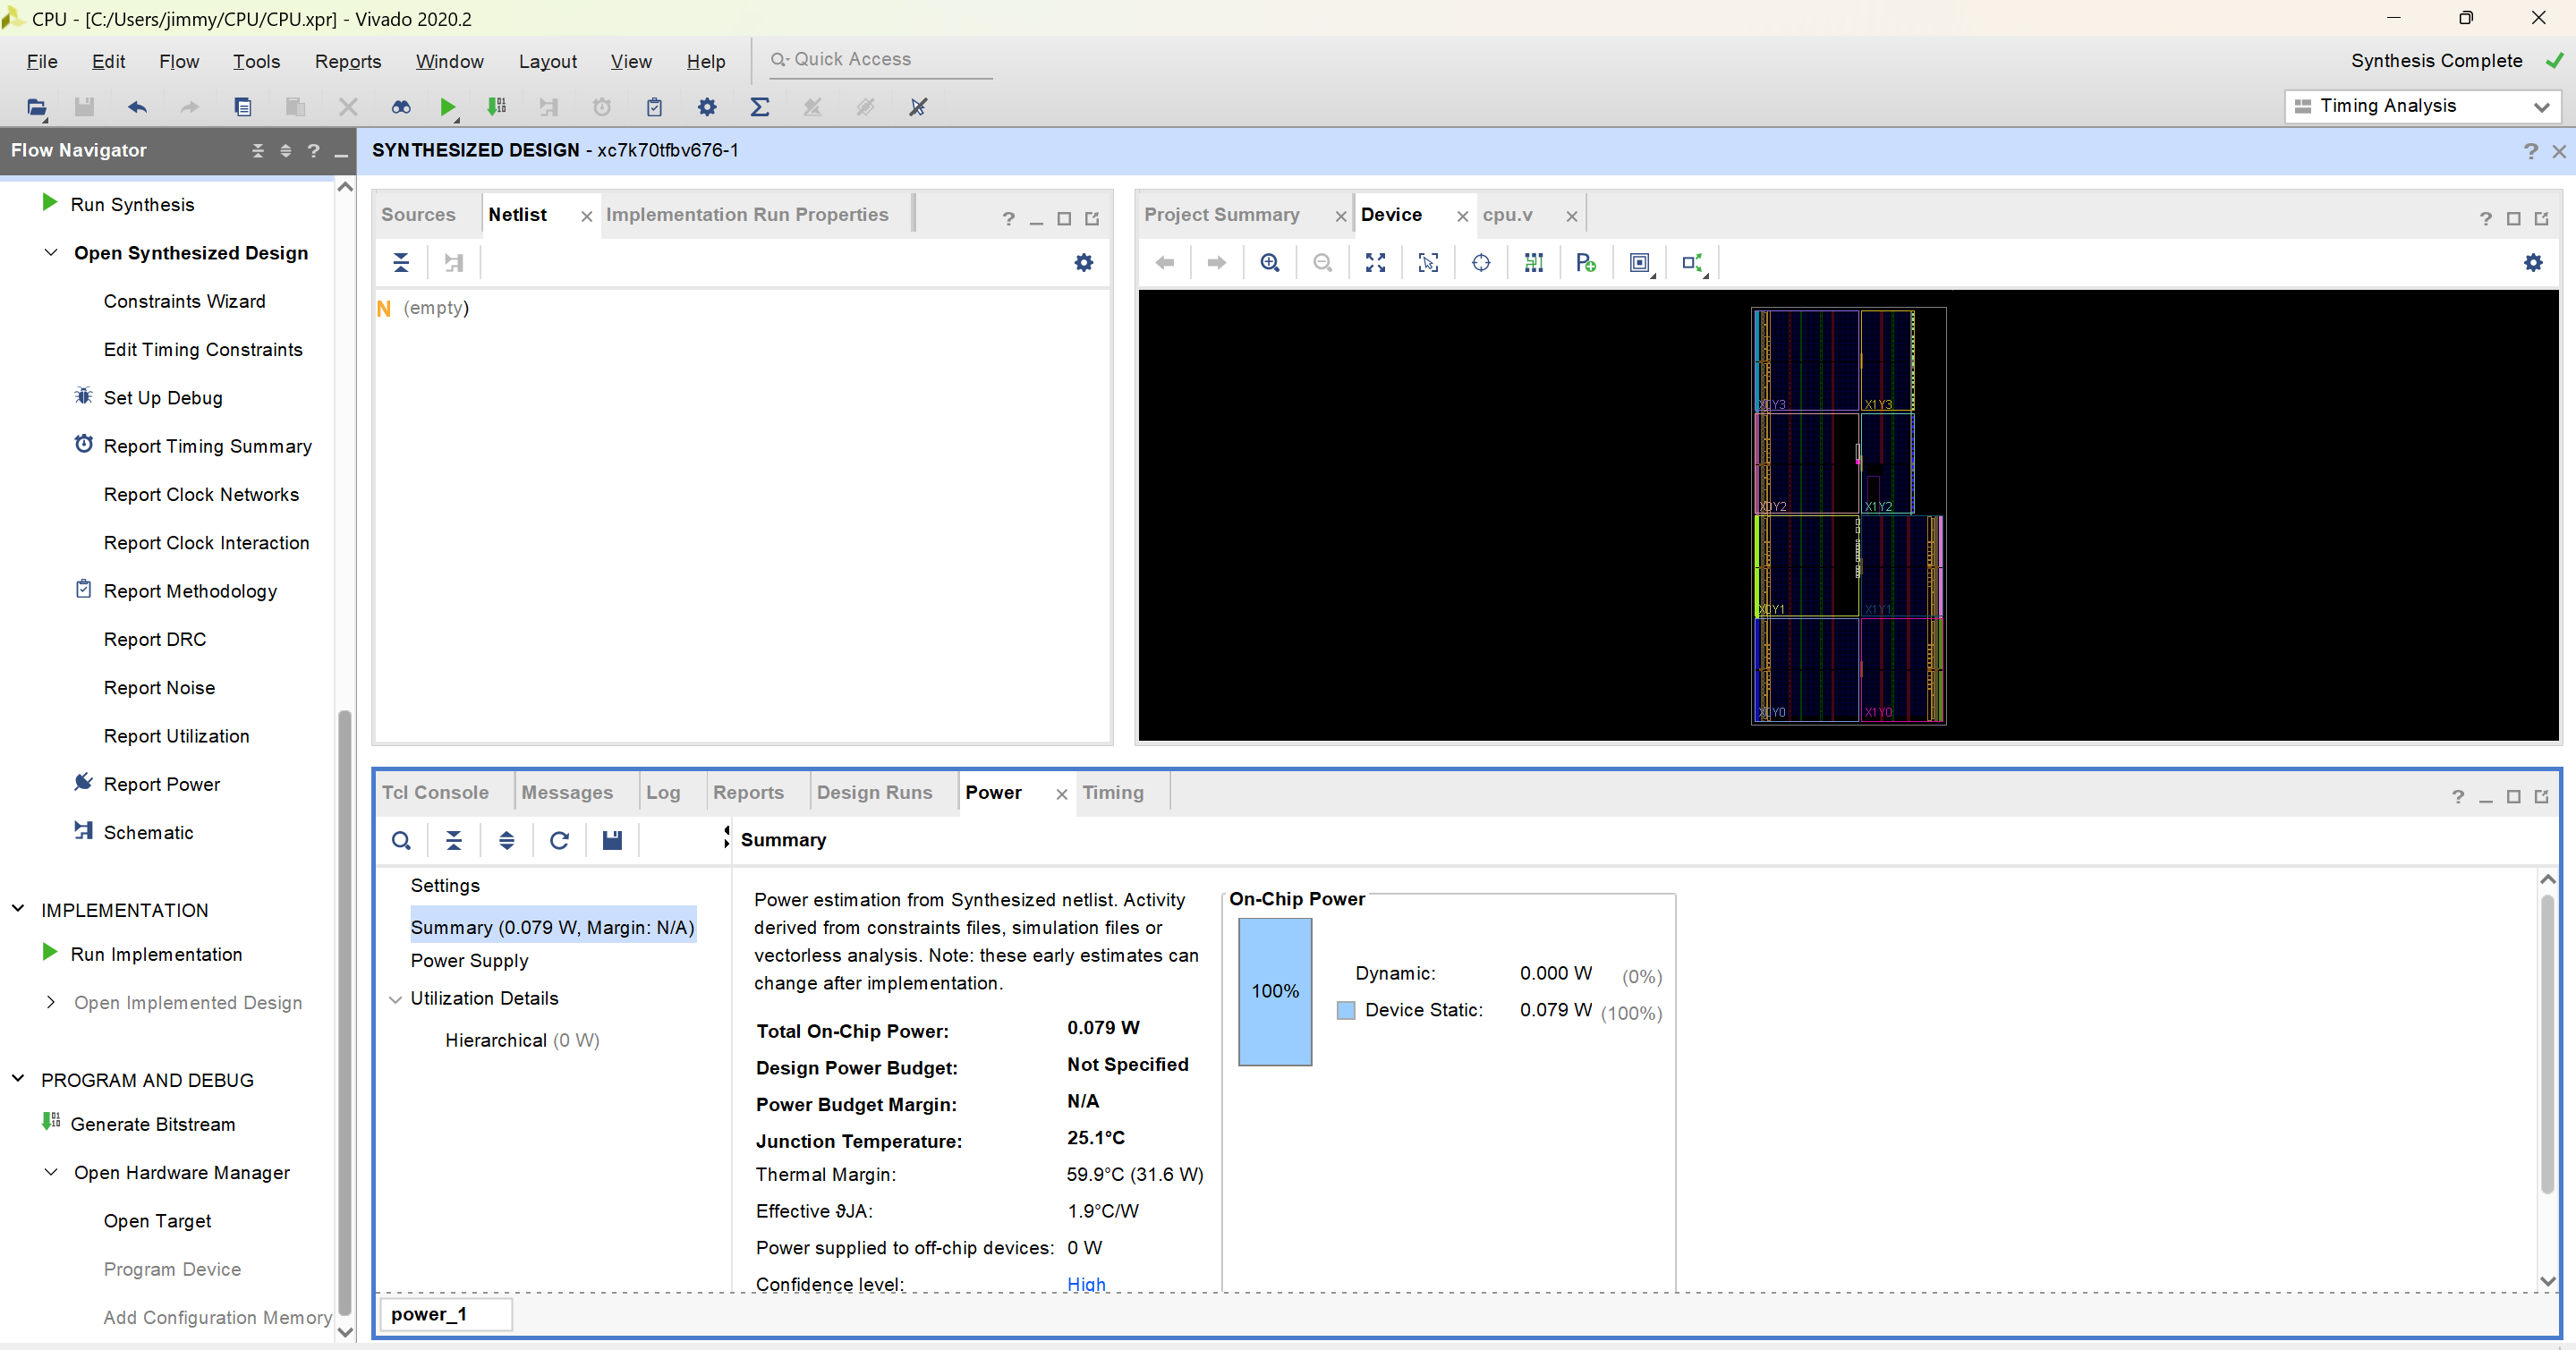 CPU - [C:/Users/jimmy/CPU/CPU.xpr] - Vivado 2020.2
File Edit Flow Tools Reports Window Layout View Help Quick Access
Synthesis Complete
Timing Analysis
Flow Navigator
SYNTHESIZED DESIGN - xc7k70tfbv676-1
Run Synthesis
Open Synthesized Design
Constraints Wizard
Edit Timing Constraints
Set Up Debug
Report Timing Summary
Report Clock Networks
Report Clock Interaction
Report Methodology
Report DRC
Report Noise
Report Utilization
Report Power
Schematic
IMPLEMENTATION
Run Implementation
Open Implemented Design
PROGRAM AND DEBUG
Generate Bitstream
Open Hardware Manager
Open Target
Program Device
Add Configuration Memory
Sources Netlist Implementation Run Properties
N (empty)
Project Summary Device cpu.v
X0Y3 X1Y3
X0Y2 X1Y2
X0Y1 X1Y1
X0Y0 X1Y0
Tcl Console Messages Log Reports Design Runs Power Timing
Summary
Settings
Summary (0.079 W, Margin: N/A)
Power Supply
Utilization Details
Hierarchical (0 W)
Power estimation from Synthesized netlist. Activity
derived from constraints files, simulation files or
vectorless analysis. Note: these early estimates can
change after implementation.
Total On-Chip Power: 0.079 W
Design Power Budget: Not Specified
Power Budget Margin: N/A
Junction Temperature: 25.1°C
Thermal Margin: 59.9°C (31.6 W)
Effective ϑJA: 1.9°C/W
Power supplied to off-chip devices: 0 W
Confidence level: High
On-Chip Power
100%
Dynamic: 0.000 W (0%)
Device Static: 0.079 W (100%)
power_1